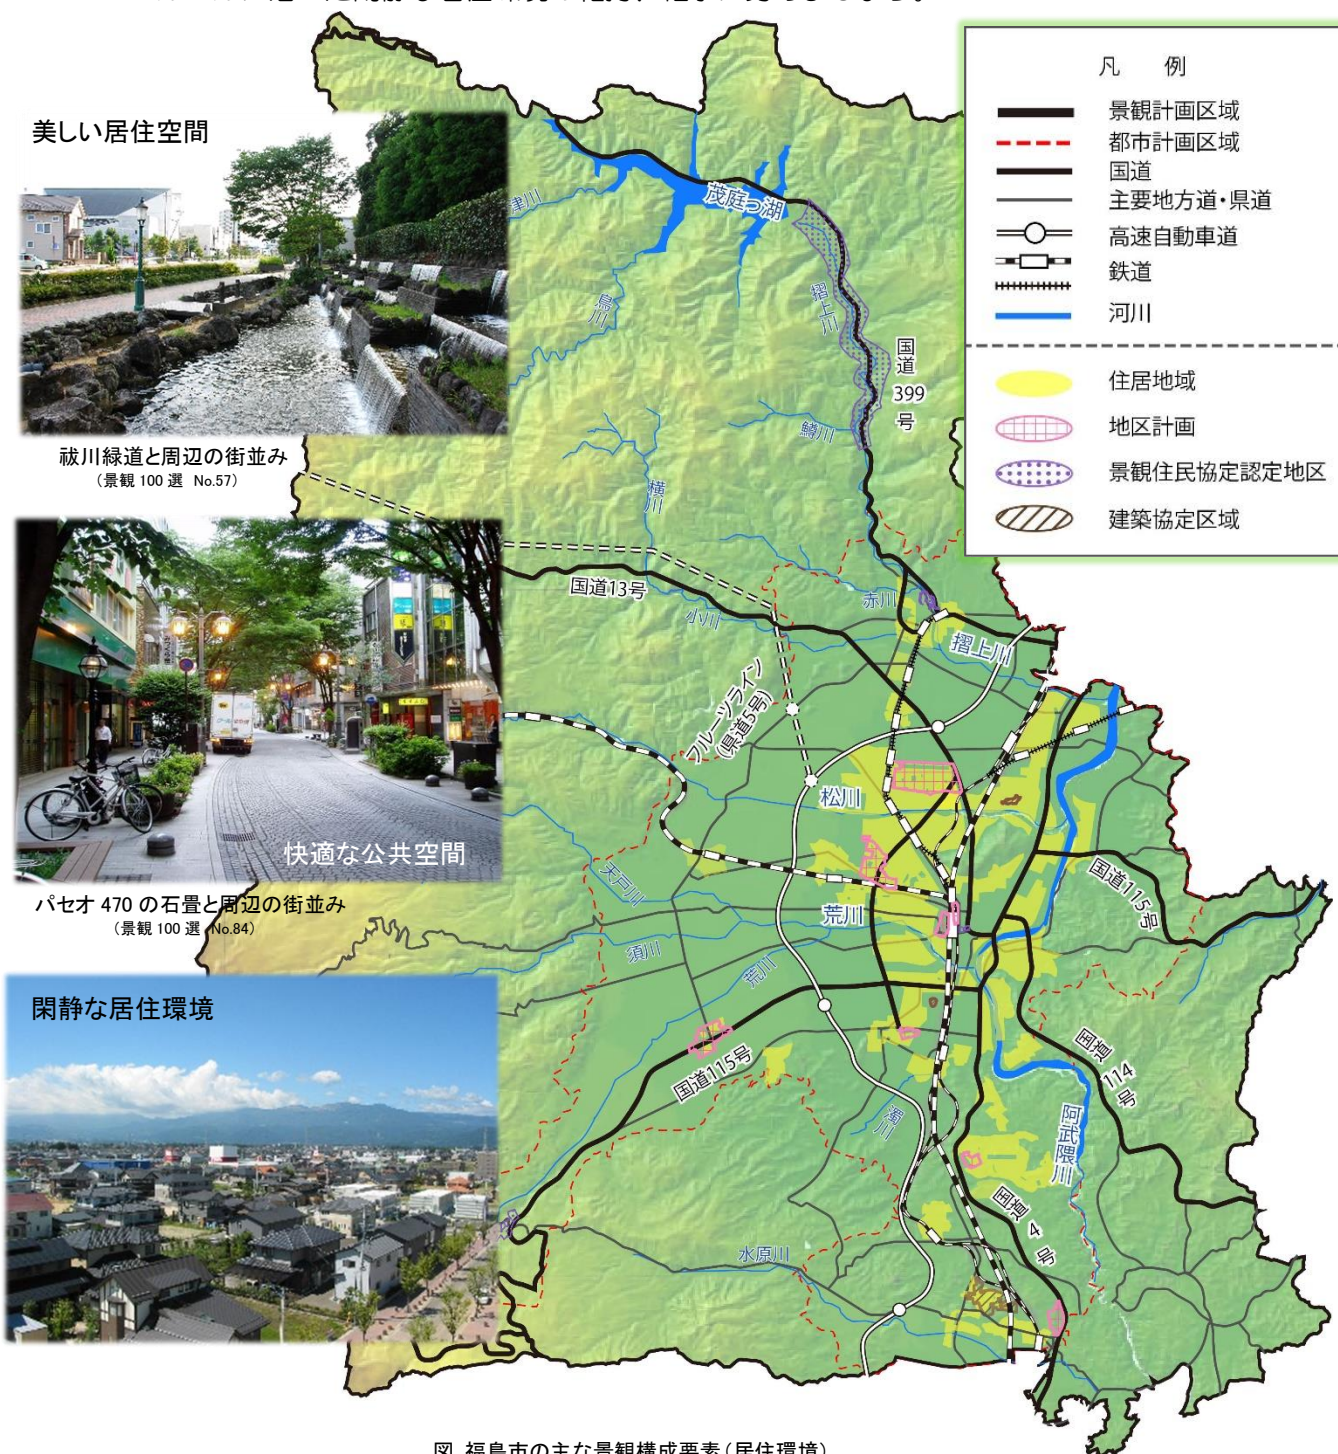 凡 例
景観計画区域
都市計画区域
国道
主要地方道・県道
高速自動車道
鉄道
河川
住居地域
地区計画
景観住民協定認定地区
建築協定区域
美しい居住空間
祓川緑道と周辺の街並み
(景観 100 選 No.57)
快適な公共空間
パセオ 470 の石畳と周辺の街並み
(景観 100 選 No.84)
閑静な居住環境
茂庭っ湖
津川
烏川
摺上川
国道
399
号
鱒川
横川
国道13号
小川
赤川
摺上川
フルーツライン
(県道5号)
松川
天戸川
荒川
国道115号
須川
荒川
国道115号
国道
114
号
濁川
阿武隈川
国道
4
号
水原川
図 福島市の主な景観構成要素(居住環境)